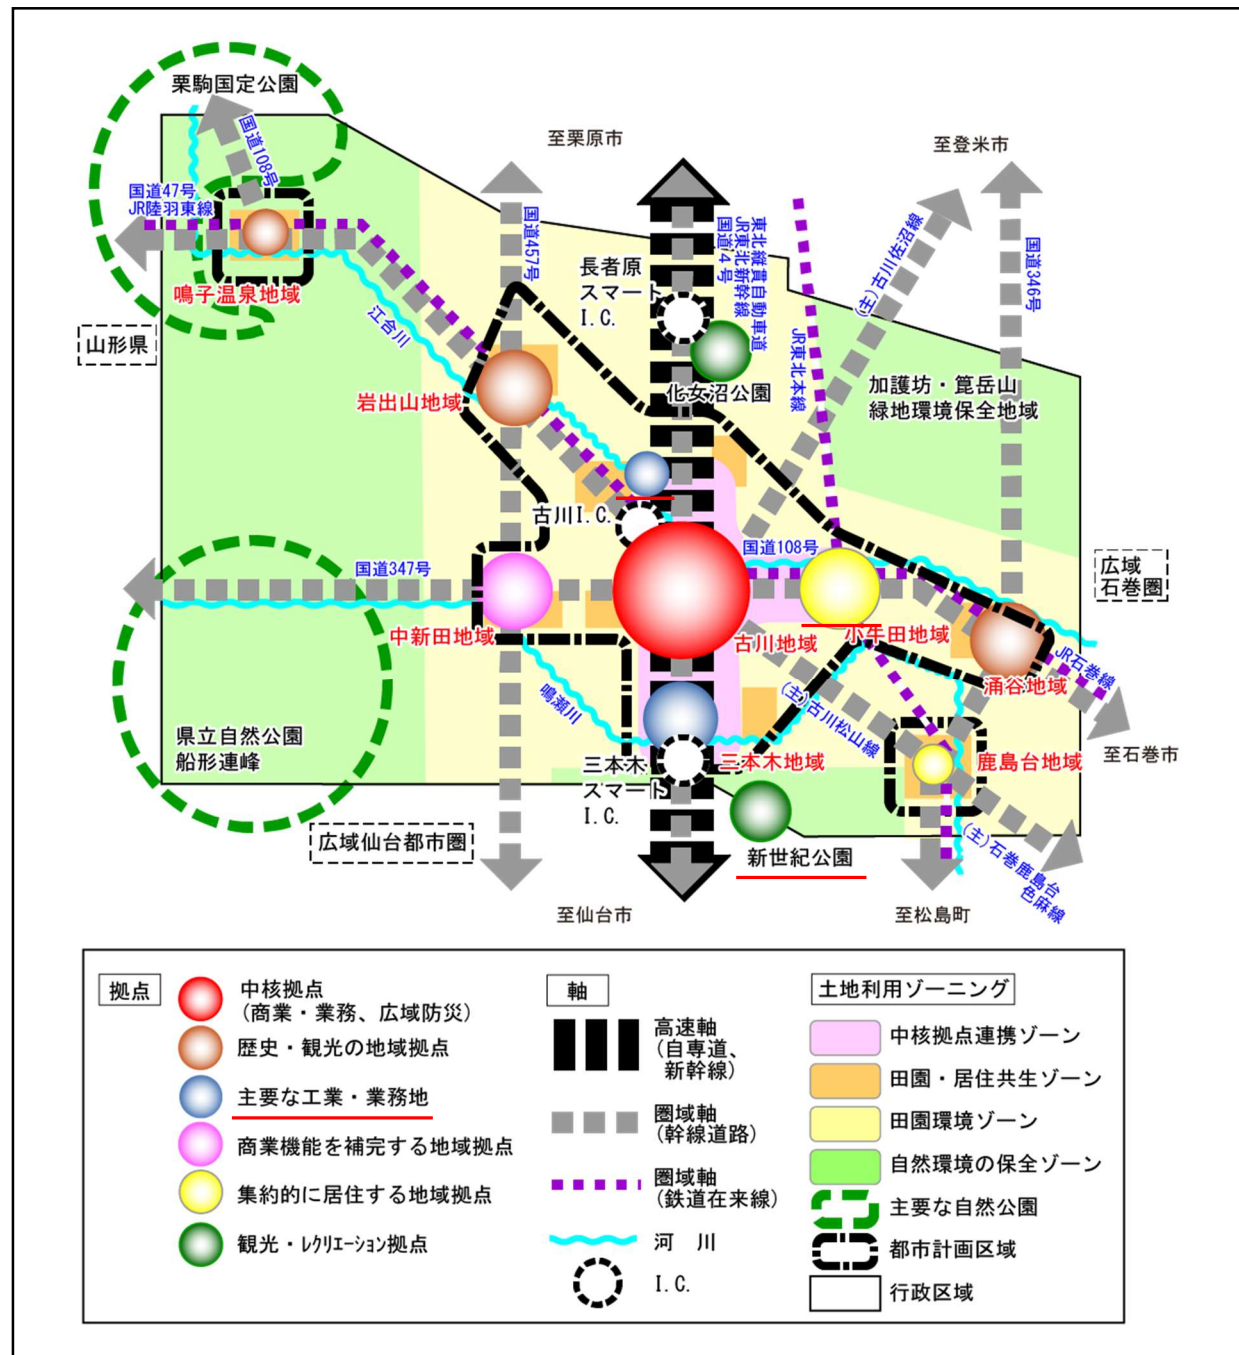 栗駒国定公園
国道108号
国道47号
JR陸羽東線
鳴子温泉地域
山形県
江合川
至栗原市
国道457号
長者原
スマート
I.C.
東北縦貫自動車道
JR東北新幹線
国道4号
化女沼公園
至登米市
(主)古川佐沼線
国道346号
JR東北本線
加護坊・箟岳山
緑地環境保全地域
岩出山地域
古川I.C.
国道347号
中新田地域
国道108号
古川地域
小牛田地域
広域
石巻圏
涌谷地域
JR石巻線
至石巻市
鳴瀬川
(主)古川松山線
県立自然公園
船形連峰
三本木
スマート
I.C.
三本木地域
鹿島台地域
広域仙台都市圏
新世紀公園
(主)石巻鹿島台
色麻線
至仙台市
至松島町
拠点
中核拠点
(商業・業務、広域防災)
歴史・観光の地域拠点
主要な工業・業務地
商業機能を補完する地域拠点
集約的に居住する地域拠点
観光・ﾚｸﾘｴｰｼｮﾝ拠点
軸
高速軸
(自専道、
新幹線)
圏域軸
(幹線道路)
圏域軸
(鉄道在来線)
河 川
I.C.
土地利用ゾーニング
中核拠点連携ゾーン
田園・居住共生ゾーン
田園環境ゾーン
自然環境の保全ゾーン
主要な自然公園
都市計画区域
行政区域